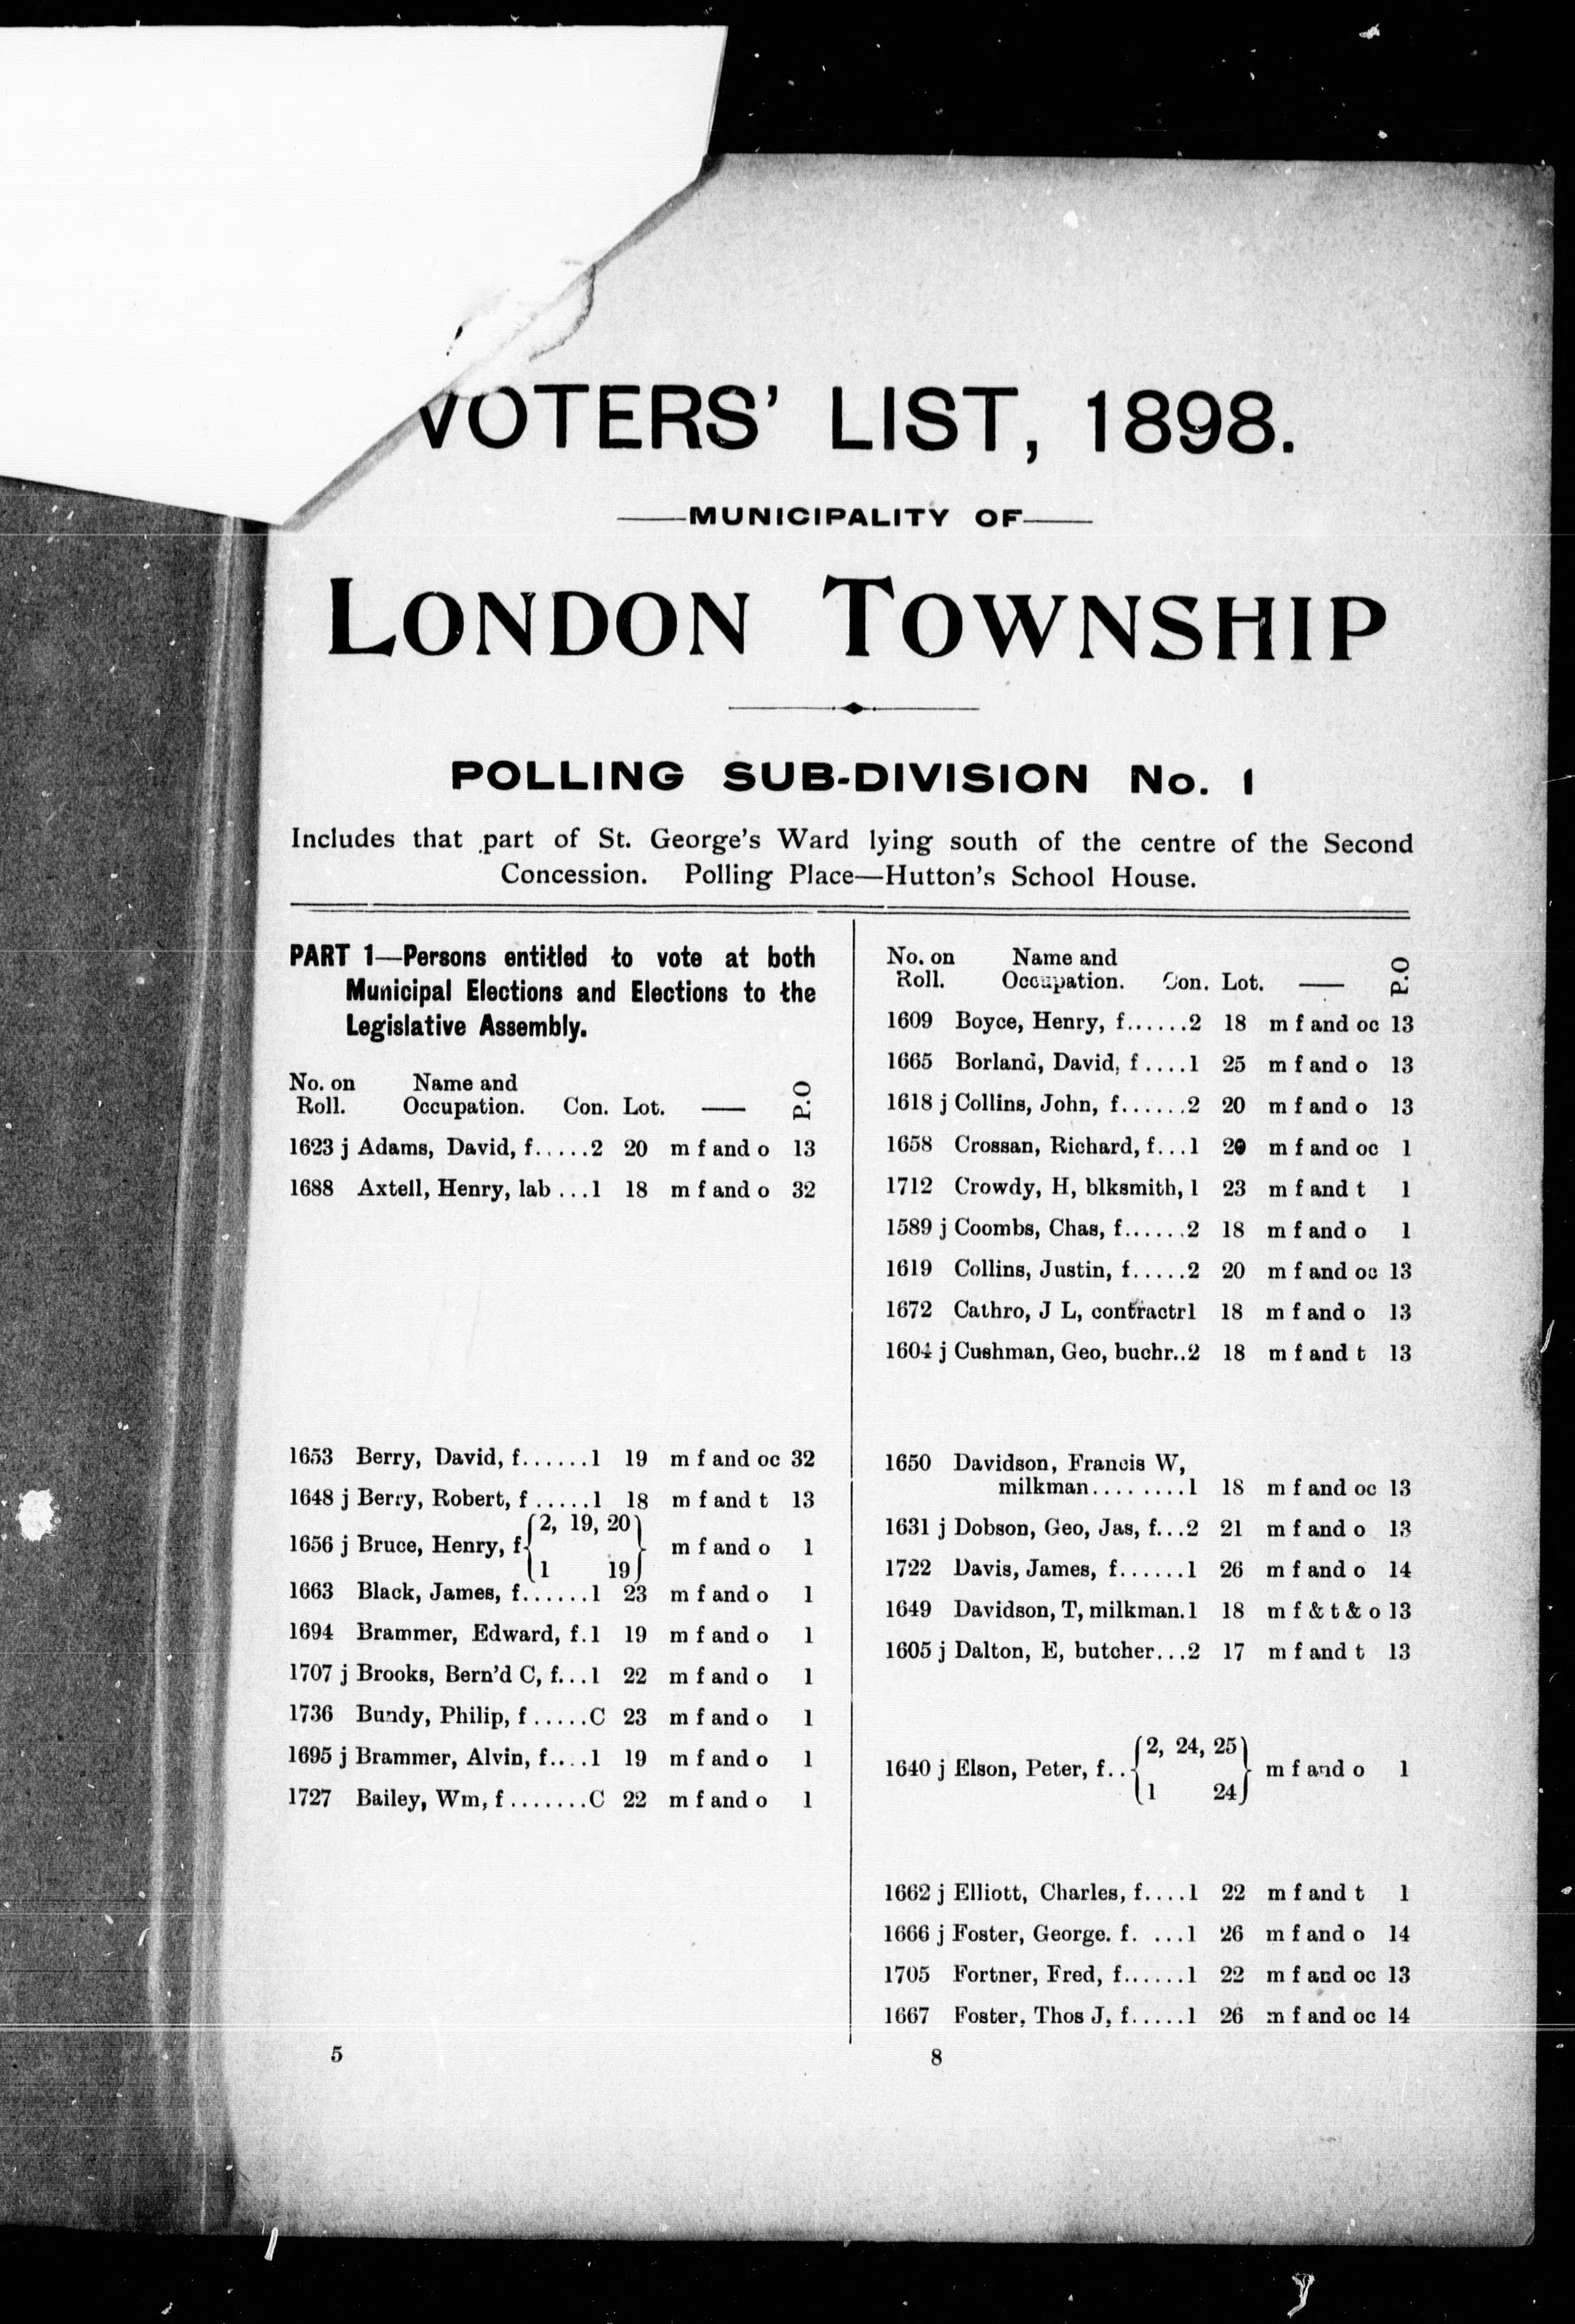 VOTERS' LIST, 1898.
MUNICIPALITY OF
LONDON TOWNSHIP
POLLING SUB-DIVISION No. 1
Includes that part of St. George's Ward lying south of the centre of the Second
Concession. Polling Place—Hutton's School House.
PART 1—Persons entitled to vote at both
Municipal Elections and Elections to the
Legislative Assembly.
No. on Name and
Roll. Occupation. Con. Lot. — P.O
1623 j Adams, David, f.....2 20 m f and o 13
1688 Axtell, Henry, lab ...1 18 m f and o 32
1653 Berry, David, f......1 19 m f and oc 32
1648 j Berry, Robert, f .....1 18 m f and t 13
2, 19, 20
1656 j Bruce, Henry, f m f and o 1
1 19
1663 Black, James, f......1 23 m f and o 1
1694 Brammer, Edward, f.1 19 m f and o 1
1707 j Brooks, Bern'd C, f...1 22 m f and o 1
1736 Bundy, Philip, f .....C 23 m f and o 1
1695 j Brammer, Alvin, f....1 19 m f and o 1
1727 Bailey, Wm, f .......C 22 m f and o 1
5
No. on Name and
Roll. Occupation. Con. Lot. — P.O
1609 Boyce, Henry, f......2 18 m f and oc 13
1665 Borland, David, f ....1 25 m f and o 13
1618 j Collins, John, f......2 20 m f and o 13
1658 Crossan, Richard, f...1 20 m f and oc 1
1712 Crowdy, H, blksmith, 1 23 m f and t 1
1589 j Coombs, Chas, f......2 18 m f and o 1
1619 Collins, Justin, f.....2 20 m f and oc 13
1672 Cathro, J L, contractr1 18 m f and o 13
1604 j Cushman, Geo, buchr..2 18 m f and t 13
1650 Davidson, Francis W,
milkman.........1 18 m f and oc 13
1631 j Dobson, Geo, Jas, f...2 21 m f and o 13
1722 Davis, James, f......1 26 m f and o 14
1649 Davidson, T, milkman.1 18 m f & t & o 13
1605 j Dalton, E, butcher...2 17 m f and t 13
2, 24, 25
1640 j Elson, Peter, f.. m f and o 1
1 24
1662 j Elliott, Charles, f....1 22 m f and t 1
1666 j Foster, George. f. ...1 26 m f and o 14
1705 Fortner, Fred, f......1 22 m f and oc 13
1667 Foster, Thos J, f.....1 26 m f and oc 14
8